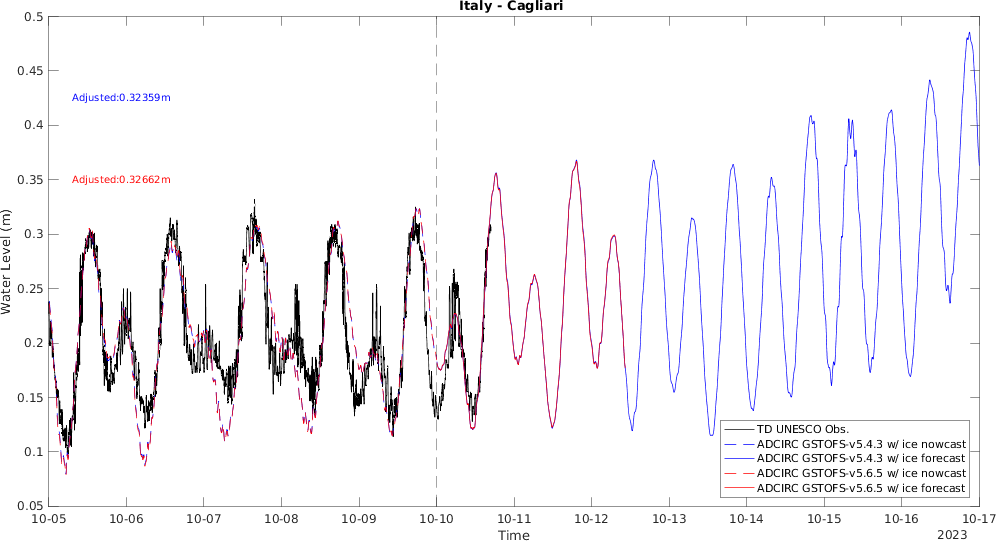 Italy - Cagliari
0.5
0.45
0.4
0.35
0.3
0.25
0.2
0.15
0.1
0.05
Water Level (m)
Adjusted:0.32359m
Adjusted:0.32662m
TD UNESCO Obs.
ADCIRC GSTOFS-v5.4.3 w/ ice nowcast
ADCIRC GSTOFS-v5.4.3 w/ ice forecast
ADCIRC GSTOFS-v5.6.5 w/ ice nowcast
ADCIRC GSTOFS-v5.6.5 w/ ice forecast
10-05 10-06 10-07 10-08 10-09 10-10 10-11 10-12 10-13 10-14 10-15 10-16 10-17
Time
2023